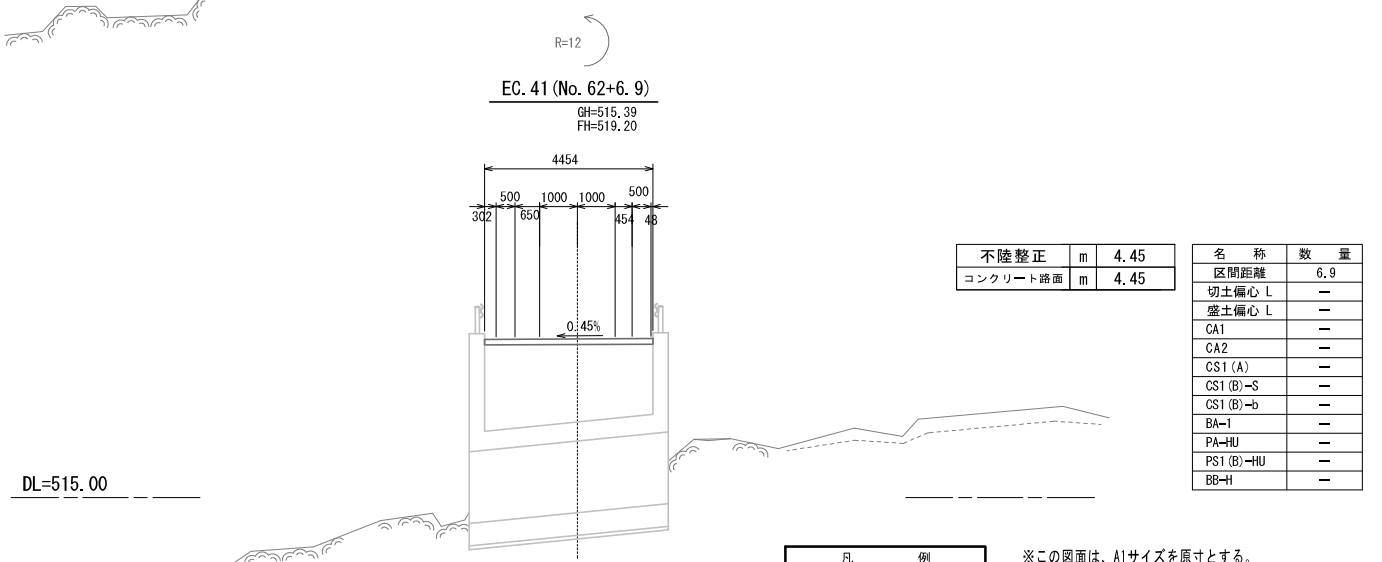 R=12
EC.41(No.62+6.9)
GH=515.39
FH=519.20
4454
500 1000 1000 500
302 650 454 48
0.45%
不陸整正 m 4.45
コンクリート路面 m 4.45
名 称 数 量
区間距離 6.9
切土偏心 L —
盛土偏心 L —
CA1 —
CA2 —
CS1(A) —
CS1(B)-S —
CS1(B)-b —
BA-1 —
PA-HU —
PS1(B)-HU —
BB-H —
DL=515.00
凡 例
※この図面は、A1サイズを原寸とする。